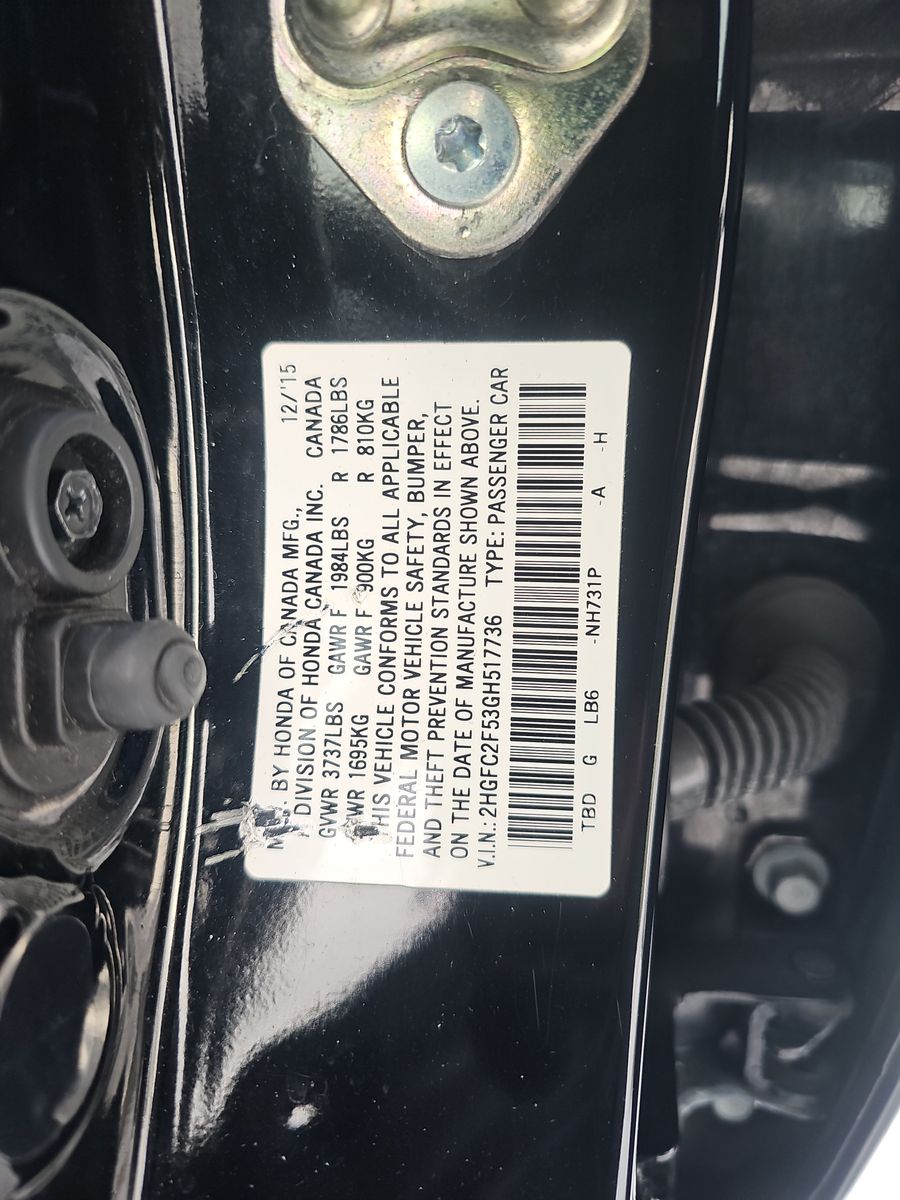 BY HONDA OF CANADA MFG., 12/'15
DIVISION OF HONDA CANADA INC. CANADA
GVWR 3737LBS GAWR F 1984LBS R 1786LBS
1695KG GAWR F 900KG R 810KG
VEHICLE CONFORMS TO ALL APPLICABLE
FEDERAL MOTOR VEHICLE SAFETY, BUMPER,
AND THEFT PREVENTION STANDARDS IN EFFECT
ON THE DATE OF MANUFACTURE SHOWN ABOVE.
V.I.N.: 2HGFC2F53GH517736 TYPE: PASSENGER CAR
TBD G LB6 -NH731P -A -H